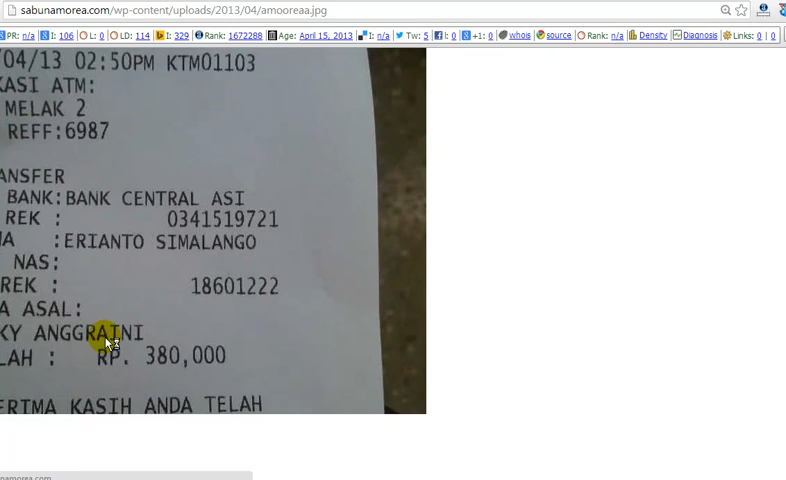 sabunamorea.com/wp-content/uploads/2013/04/amooreaa.jpg
PR: n/a I: 106 L: 0 LD: 114 I: 329 Rank: 1672288 Age: April 15, 2013 I: n/a Tw: 5 l: 0 +1: 0 whois source Rank: n/a Density Diagnosis Links: 0 | 0
/04/13 02:50PM KTM01103
KASI ATM:
MELAK 2
REFF:6987
ANSFER
BANK:BANK CENTRAL ASI
REK : 0341519721
A :ERIANTO SIMALANGO
NAS:
REK : 18601222
A ASAL:
KY ANGGRAINI
LAH : RP. 380,000
ERIMA KASIH ANDA TELAH
namorea.com